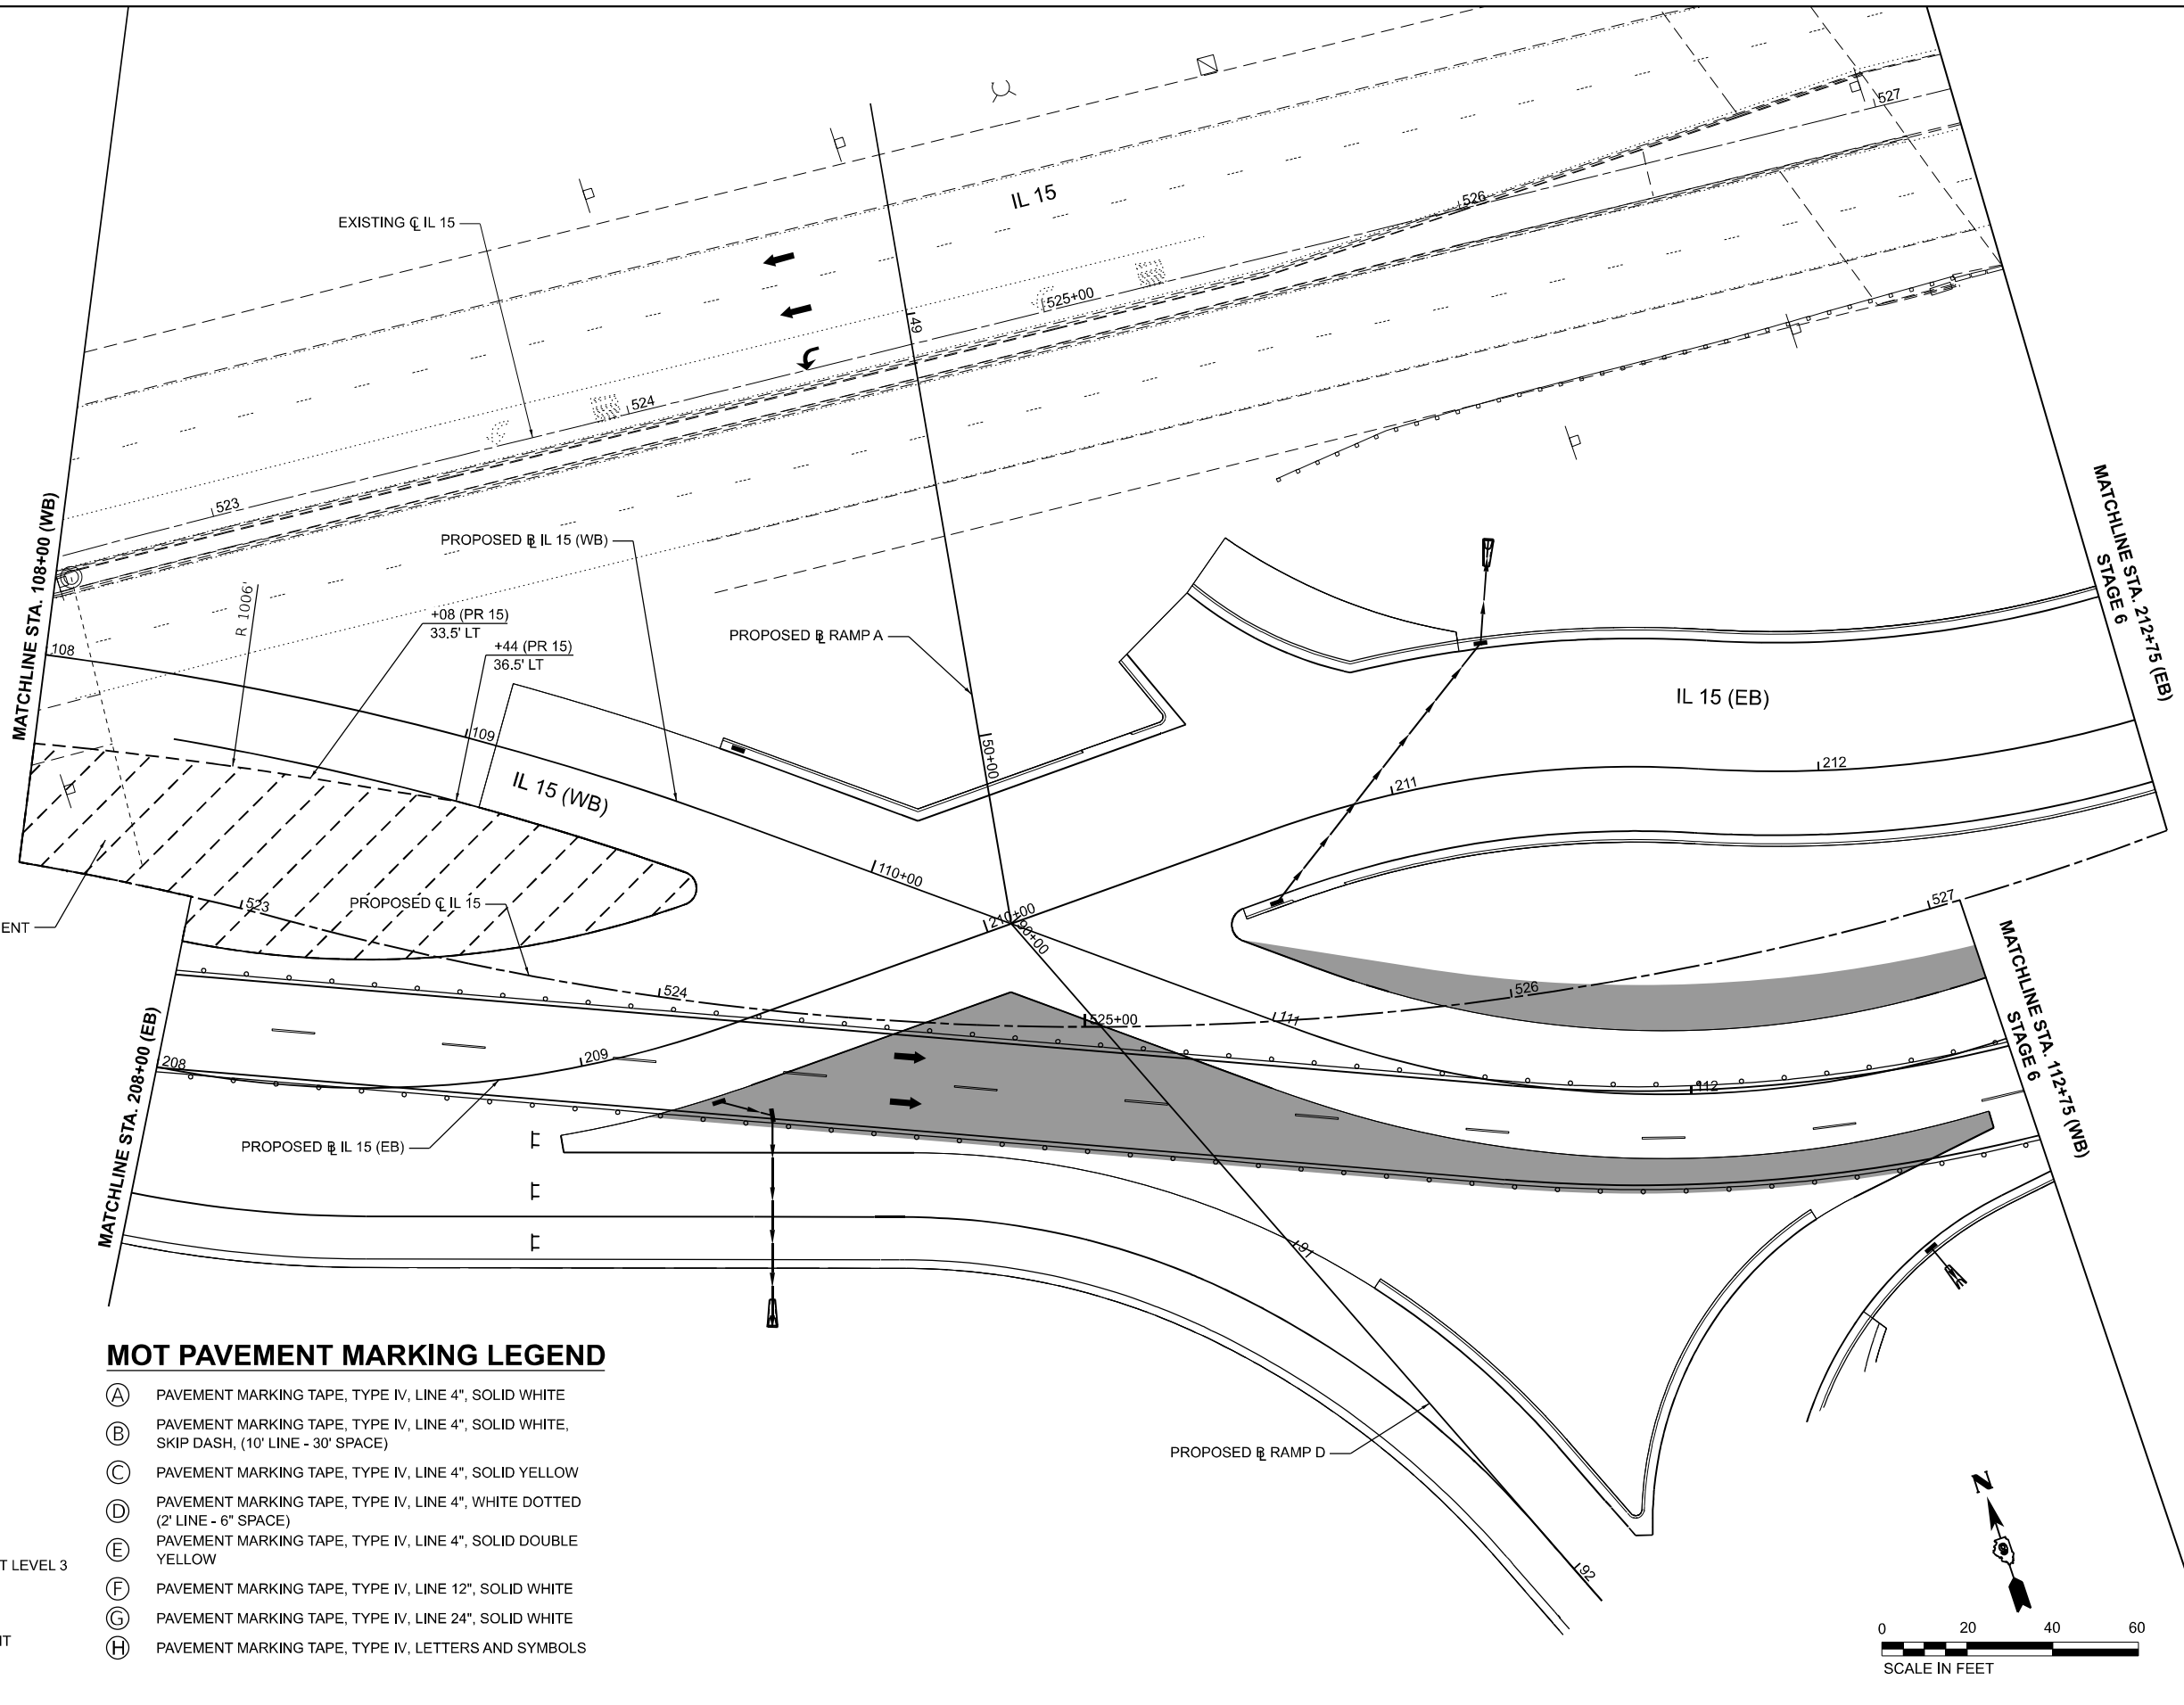 EXISTING ℄ IL 15
IL 15
527
526
525+00
524
523
49
MATCHLINE STA. 108+00 (WB)
PROPOSED ⅊ IL 15 (WB)
R 1006'
+08 (PR 15)
33.5' LT
+44 (PR 15)
36.5' LT
PROPOSED ⅊ RAMP A
108
109
IL 15 (WB)
50+00
IL 15 (EB)
MATCHLINE STA. 212+75 (EB)
STAGE 6
212
211
110+00
210+00
90+00
523
PROPOSED ℄ IL 15
ENT
527
524
525+00
526
111
112
MATCHLINE STA. 112+75 (WB)
STAGE 6
MATCHLINE STA. 208+00 (EB)
208
209
PROPOSED ⅊ IL 15 (EB)
91
92
PROPOSED ⅊ RAMP D
MOT PAVEMENT MARKING LEGEND
A PAVEMENT MARKING TAPE, TYPE IV, LINE 4", SOLID WHITE
B PAVEMENT MARKING TAPE, TYPE IV, LINE 4", SOLID WHITE,
SKIP DASH, (10' LINE - 30' SPACE)
C PAVEMENT MARKING TAPE, TYPE IV, LINE 4", SOLID YELLOW
D PAVEMENT MARKING TAPE, TYPE IV, LINE 4", WHITE DOTTED
(2' LINE - 6" SPACE)
E PAVEMENT MARKING TAPE, TYPE IV, LINE 4", SOLID DOUBLE
YELLOW
F PAVEMENT MARKING TAPE, TYPE IV, LINE 12", SOLID WHITE
G PAVEMENT MARKING TAPE, TYPE IV, LINE 24", SOLID WHITE
H PAVEMENT MARKING TAPE, TYPE IV, LETTERS AND SYMBOLS
T LEVEL 3
IT
N
0 20 40 60
SCALE IN FEET